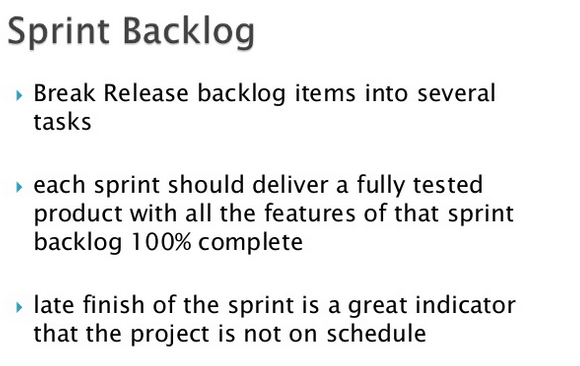 Sprint Backlog
Break Release backlog items into several
tasks
each sprint should deliver a fully tested
product with all the features of that sprint
backlog 100% complete
late finish of the sprint is a great indicator
that the project is not on schedule